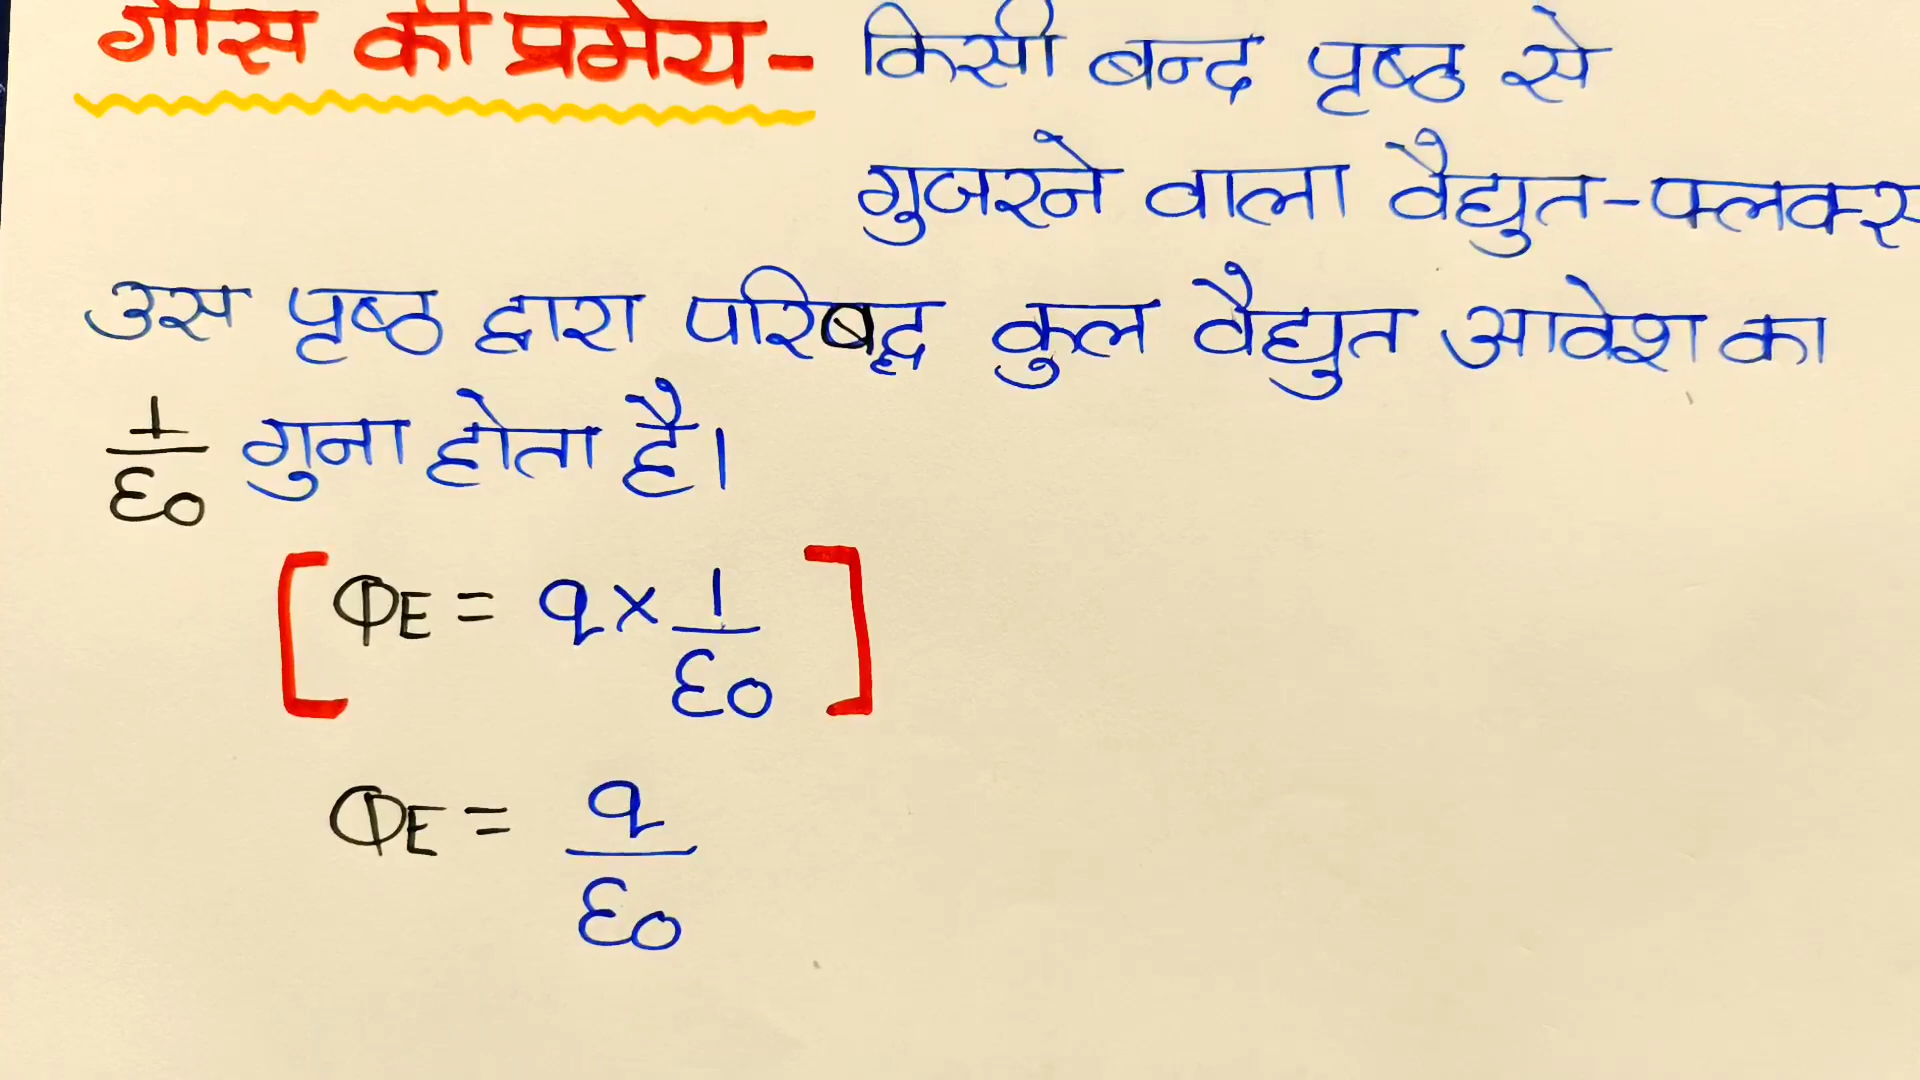 गौस की प्रमेय- किसी बन्द पृष्ठ से
गुजरने वाला वैद्युत-फ्लक्स
उस पृष्ठ द्वारा परिबद्ध कुल वैद्युत आवेश का
1/ε0 गुना होता है।
[ΦE = q × 1/ε0]
ΦE = q/ε0